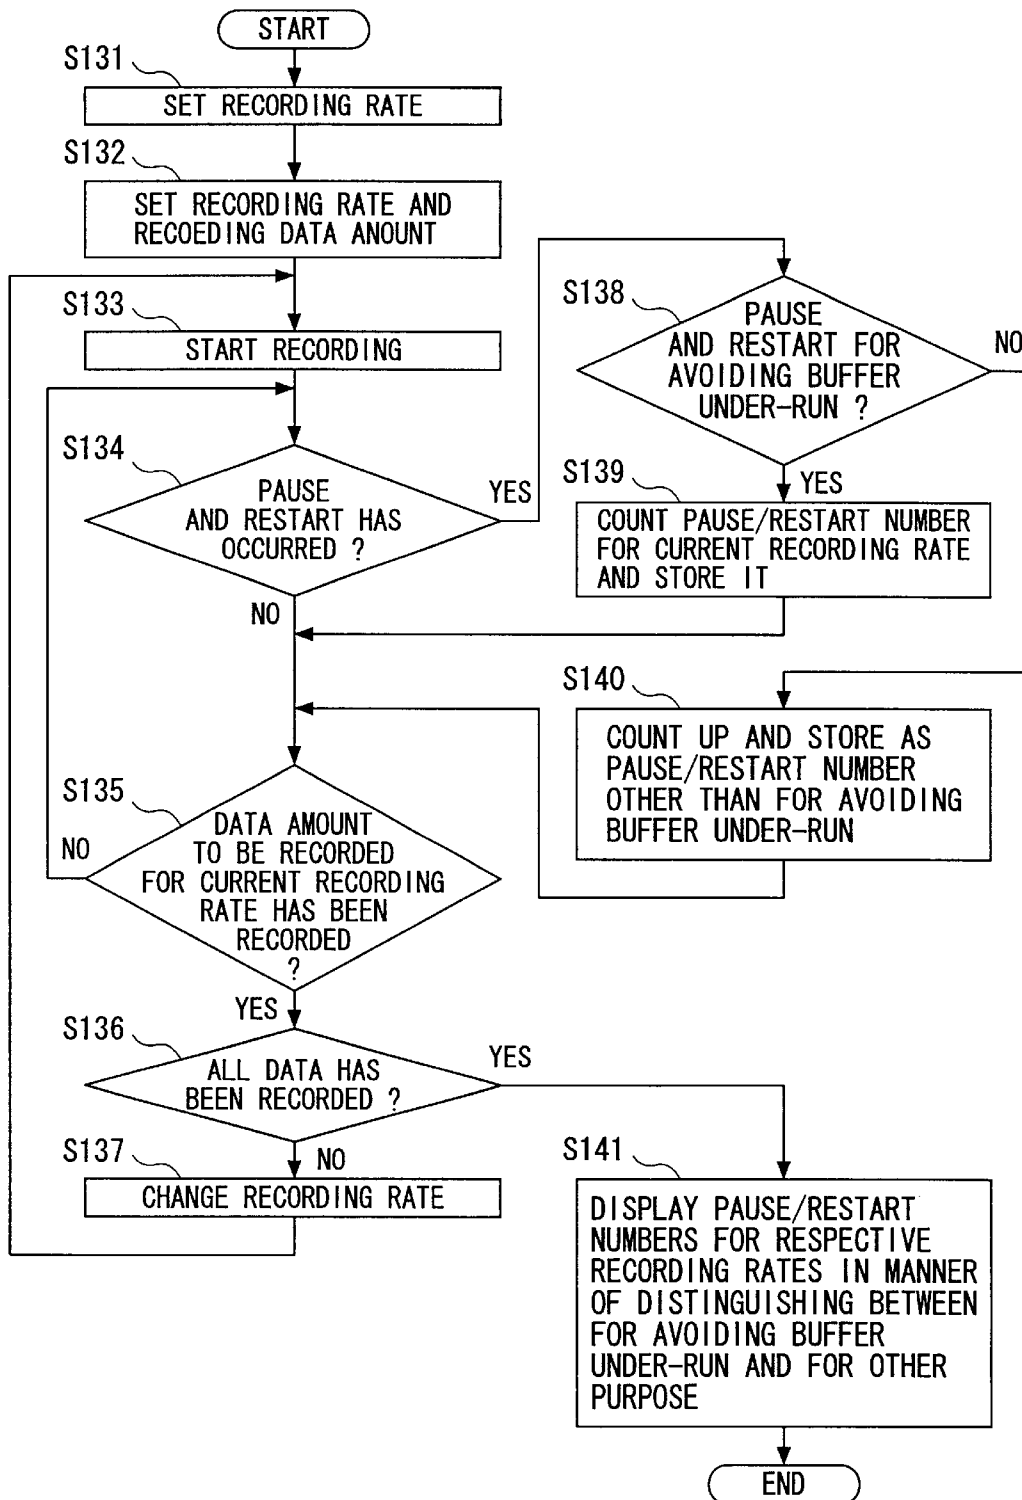 START
S131
SET RECORDING RATE
S132
SET RECORDING RATE AND
RECOEDING DATA AMOUNT
S133
START RECORDING
S134
PAUSE
AND RESTART HAS
OCCURRED ?
YES
NO
S135
DATA AMOUNT
TO BE RECORDED
FOR CURRENT RECORDING
RATE HAS BEEN
RECORDED
?
NO
YES
S136
ALL DATA HAS
BEEN RECORDED ?
YES
NO
S137
CHANGE RECORDING RATE
S138
PAUSE
AND RESTART FOR
AVOIDING BUFFER
UNDER-RUN ?
NO
YES
S139
COUNT PAUSE/RESTART NUMBER
FOR CURRENT RECORDING RATE
AND STORE IT
S140
COUNT UP AND STORE AS
PAUSE/RESTART NUMBER
OTHER THAN FOR AVOIDING
BUFFER UNDER-RUN
S141
DISPLAY PAUSE/RESTART
NUMBERS FOR RESPECTIVE
RECORDING RATES IN MANNER
OF DISTINGUISHING BETWEEN
FOR AVOIDING BUFFER
UNDER-RUN AND FOR OTHER
PURPOSE
END